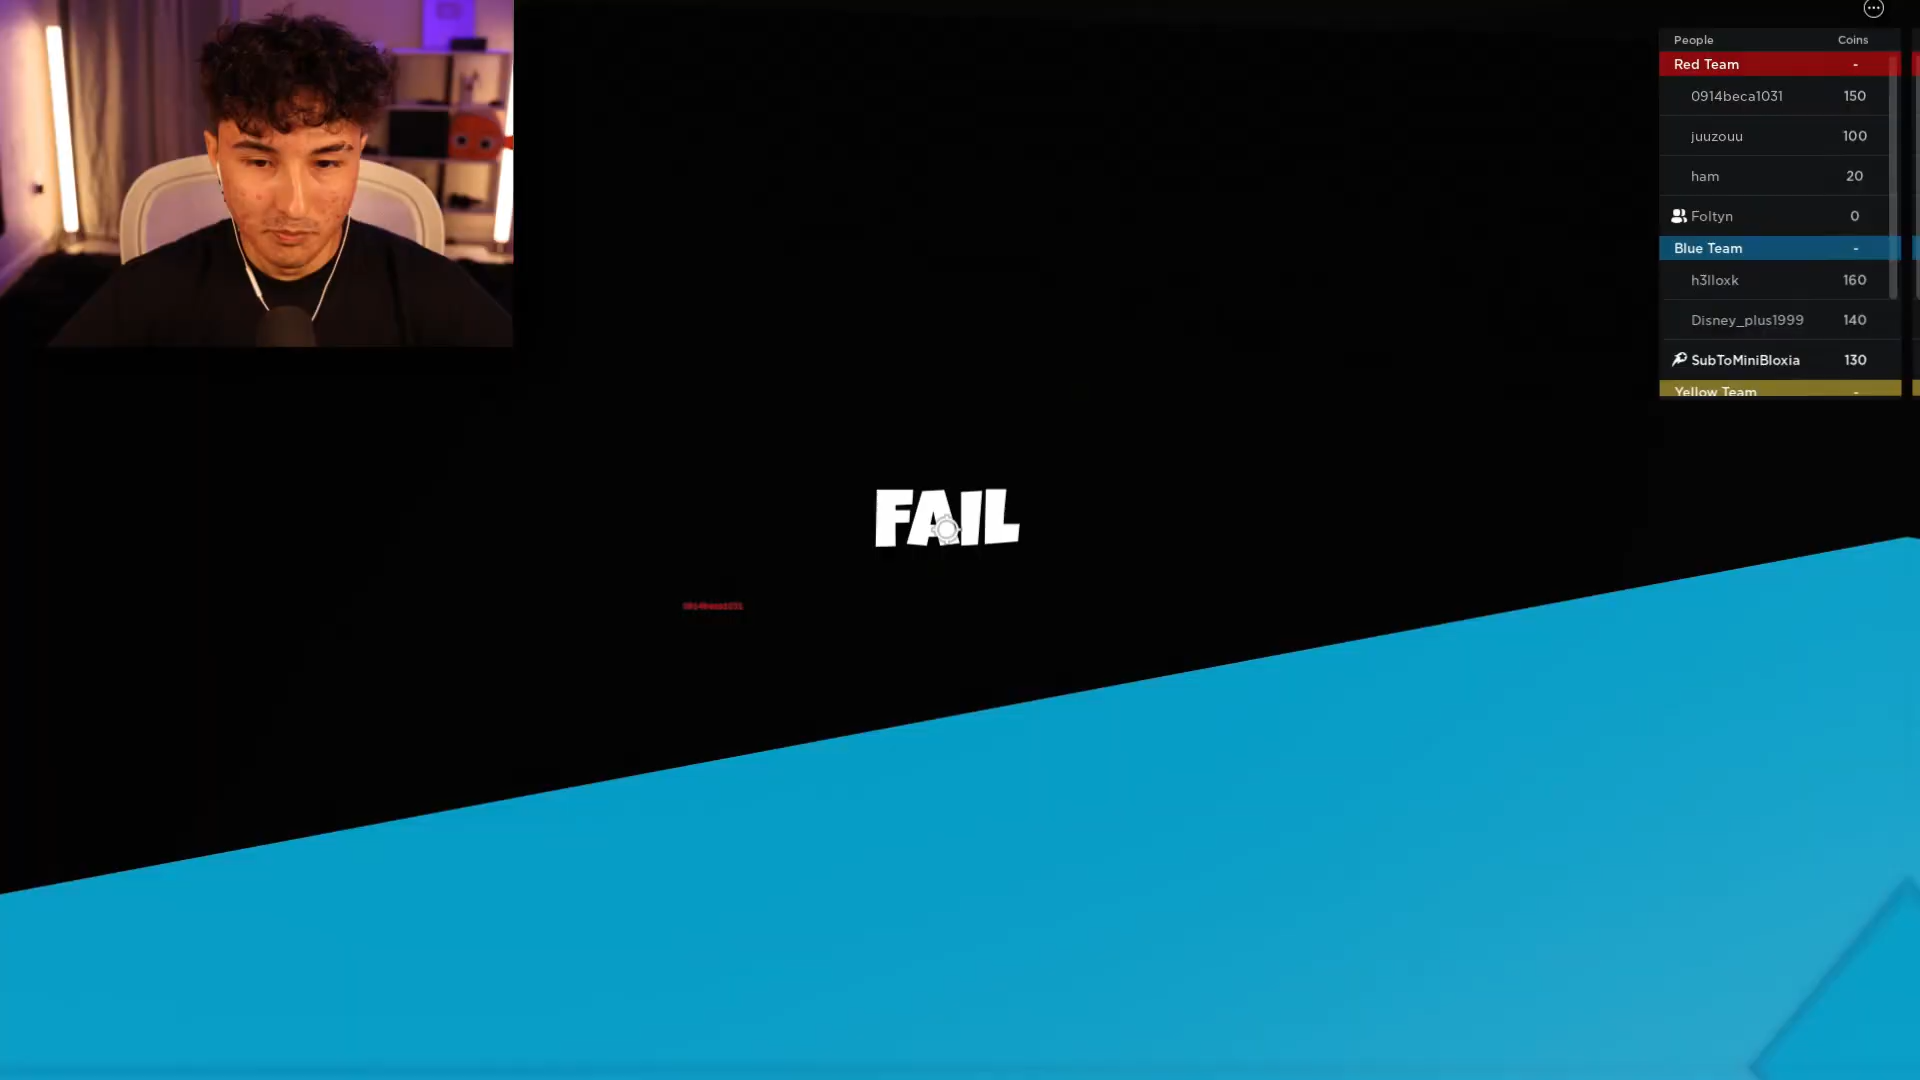 People Coins
Red Team -
0914beca1031 150
juuzouu 100
ham 20
Foltyn 0
Blue Team -
h3lloxk 160
Disney_plus1999 140
SubToMiniBloxia 130
Yellow Team -
FAIL
0914beca1031